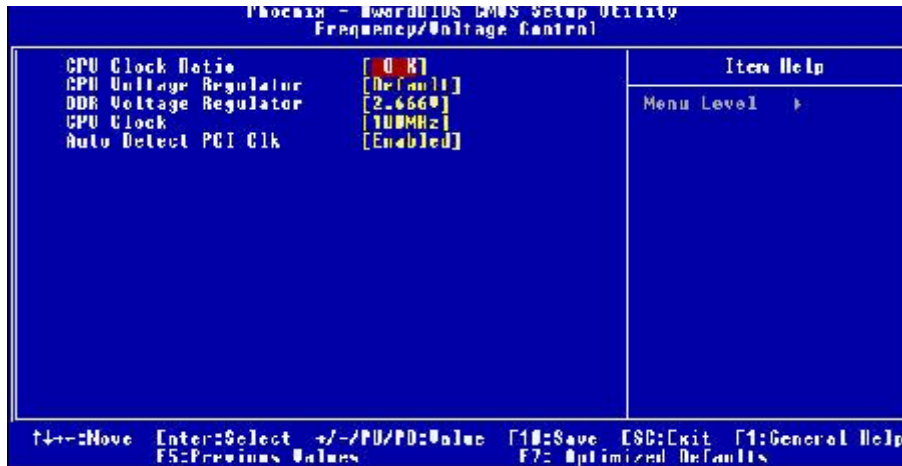 Phoenix - AwardBIOS CMOS Setup Utility
Frequency/Voltage Control
CPU Clock Ratio [ 0 X]
CPU Voltage Regulator [Default]
DDR Voltage Regulator [2.666V]
CPU Clock [100MHz]
Auto Detect PCI Clk [Enabled]
Item Help
Menu Level ▸
↑↓→←:Move Enter:Select +/-/PU/PD:Value F10:Save ESC:Exit F1:General Help
F5:Previous Values F7: Optimized Defaults